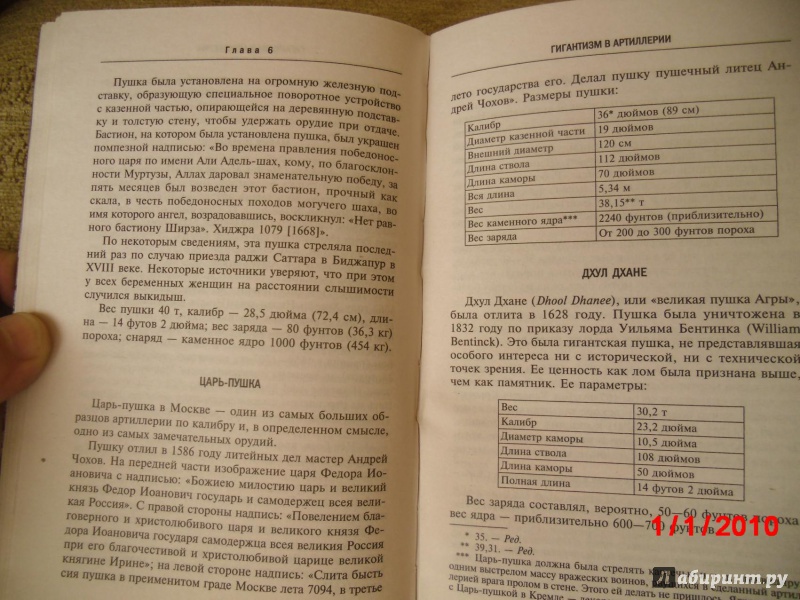 Глава 6
Пушка была установлена на огромную железную под-
ставку, образующую специальное поворотное устройство
с казенной частью, опирающейся на деревянную подстав-
ку и толстую стену, чтобы удержать орудие при отдаче.
Бастион, на котором была установлена пушка, был украшен
помпезной надписью: «Во времена правления победонос-
ного царя по имени Али Адель-шах, кому, по благосклон-
ности Муртузы, Аллах даровал знаменательную победу, за
пять месяцев был возведен этот бастион, прочный как
скала, в честь победоносных походов могучего шаха, во
имя которого ангел, возрадовавшись, воскликнул: «Нет рав-
ного бастиону Ширза». Хиджра 1079 [1668]».
По некоторым сведениям, эта пушка стреляла послед-
ний раз по случаю приезда раджи Саттара в Биджапур в
XVIII веке. Некоторые источники уверяют, что при этом
у всех беременных женщин на расстоянии слышимости
случился выкидыш.
Вес пушки 40 т, калибр – 28,5 дюйма (72,4 см), дли-
на – 14 футов 2 дюйма; вес заряда – 80 фунтов (36,3 кг)
пороха; снаряд – каменное ядро 1000 фунтов (454 кг).
ЦАРЬ-ПУШКА
Царь-пушка в Москве – один из самых больших об-
разцов артиллерии по калибру и, в определенном смысле,
одно из самых замечательных орудий.
Пушку отлил в 1586 году литейных дел мастер Андрей
Чохов. На передней части изображение царя Федора Иоа-
новича с надписью: «Божиею милостию царь и великий
князь Федор Иоанович государь и самодержец всея вели-
кая Россия». С правой стороны надпись: «Повелением бла-
говерного и христолюбивого царя и великого князя Фе-
дора Иоановича государя самодержца всея великия Россия
при его благочестивой и христолюбивой царице великой
княгине Ирине»; на левой стороне надпись: «Слита бысть
сия пушка в преименитом граде Москве лета 7094, в третье
ГИГАНТИЗМ В АРТИЛЛЕРИИ
лето государства его. Делал пушку пушечный литец Ан-
дрей Чохов». Размеры пушки:
Калибр 36* дюймов (89 см)
Диаметр казенной части 19 дюймов
Внешний диаметр 120 см
Длина ствола 112 дюймов
Длина каморы 70 дюймов
Вся длина 5,34 м
Вес 38,15** т
Вес каменного ядра*** 2240 фунтов (приблизительно)
Вес заряда От 200 до 300 фунтов пороха
ДХУЛ ДХАНЕ
Дхул Дхане (Dhool Dhanee), или «великая пушка Агры»,
была отлита в 1628 году. Пушка была уничтожена в
1832 году по приказу лорда Уильяма Бентинка (William
Bentinck). Это была гигантская пушка, не представлявшая
особого интереса ни с исторической, ни с технической
точек зрения. Ее ценность как лом была признана выше,
чем как памятник. Ее параметры:
Вес 30,2 т
Калибр 23,2 дюйма
Диаметр каморы 10,5 дюйма
Длина ствола 108 дюймов
Длина каморы 50 дюймов
Полная длина 14 футов 2 дюйма
Вес заряда составлял, вероятно, 50—60 фунтов пороха
вес ядра – приблизительно 600—700 фунтов
* 35. – Ред.
** 39,31. – Ред.
*** Царь-пушка должна была стрелять
одним выстрелом массу вражеских воинов,
лерией врага пролом в стене. Этого ей делать не пришлось.
с Царь-пушкой в Кремле –
1/1/2010
Лабиринт.ру